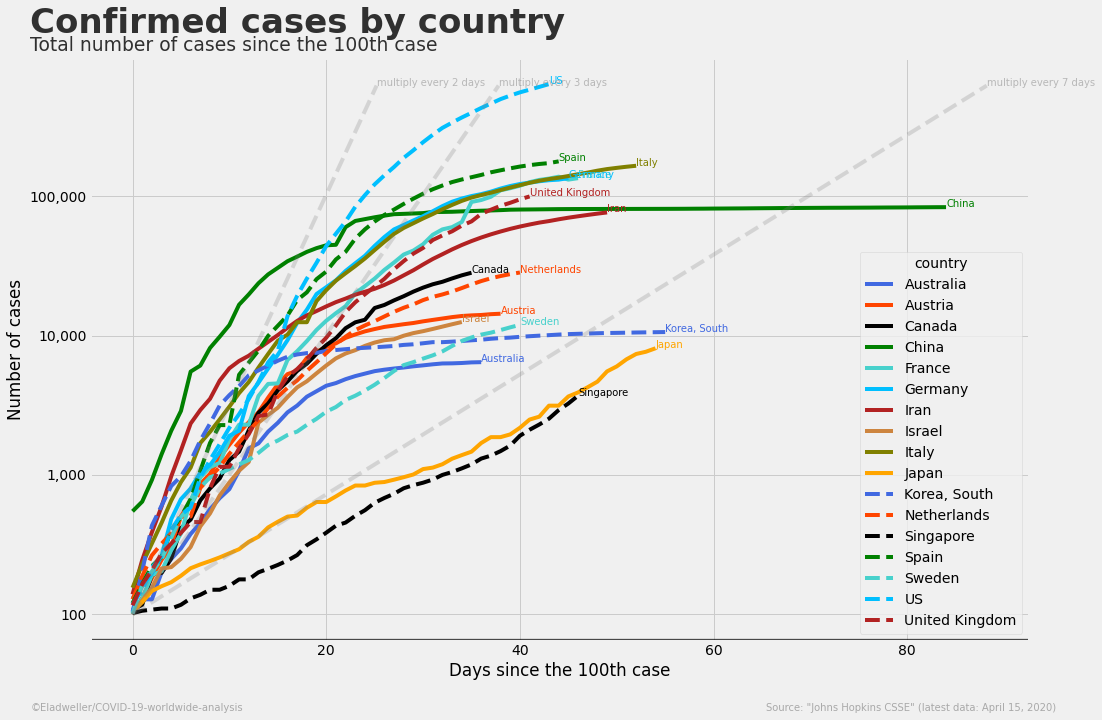 Confirmed cases by country
Total number of cases since the 100th case
multiply every 2 days
multiply every 3 days
US
multiply every 7 days
Spain
Italy
Germany
United Kingdom
Iran
China
Canada
Netherlands
Austria
Israel
Sweden
Korea, South
Japan
Australia
Singapore
Number of cases
100,000
10,000
1,000
100
0
20
40
60
80
Days since the 100th case
country
Australia
Austria
Canada
China
France
Germany
Iran
Israel
Italy
Japan
Korea, South
Netherlands
Singapore
Spain
Sweden
US
United Kingdom
©Eladweller/COVID-19-worldwide-analysis
Source: "Johns Hopkins CSSE" (latest data: April 15, 2020)